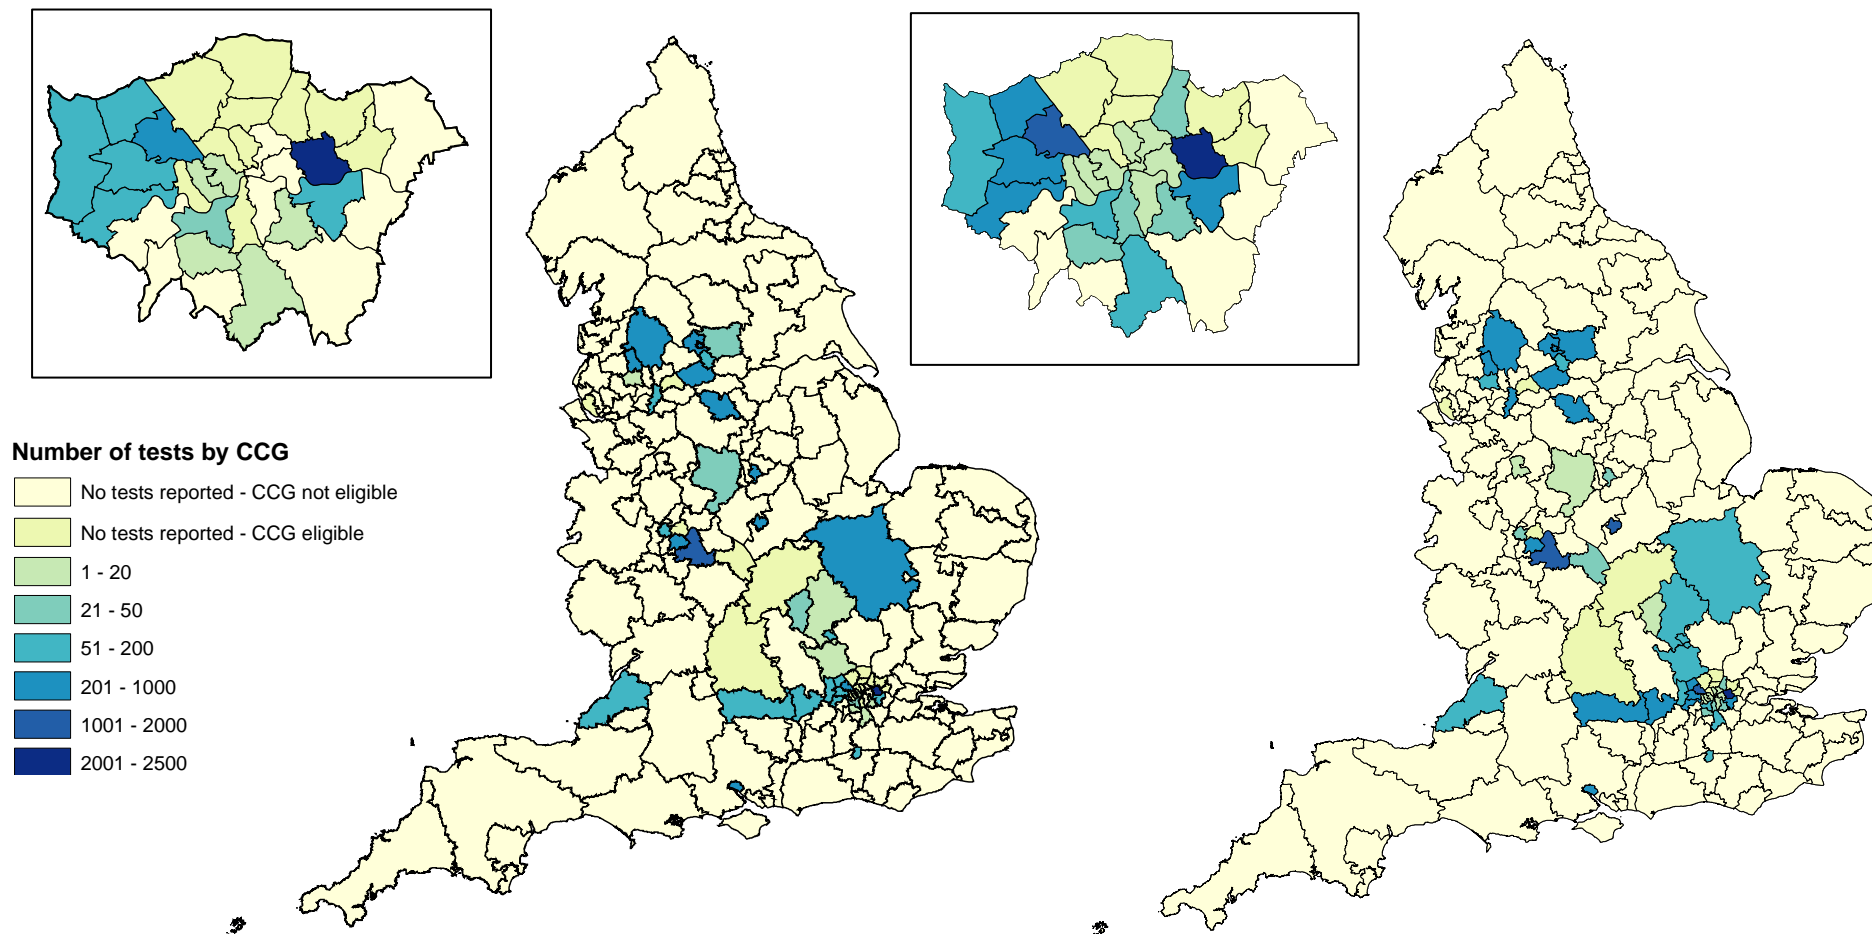 Number of tests by CCG
No tests reported - CCG not eligible
No tests reported - CCG eligible
1 - 20
21 - 50
51 - 200
201 - 1000
1001 - 2000
2001 - 2500